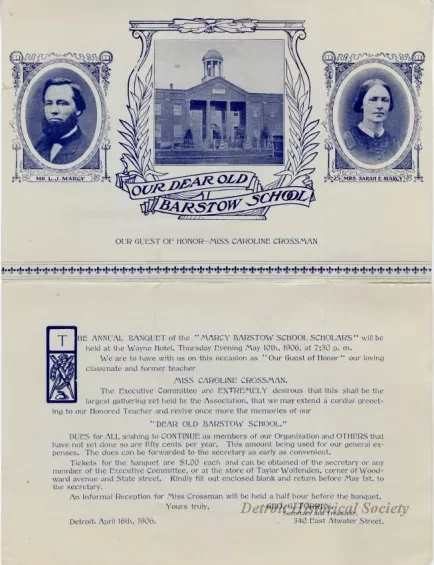 MR. L. J. MARCY
MRS. SARAH E. MARCY
OUR DEAR OLD
BARSTOW SCHOOL
OUR GUEST OF HONOR—MISS CAROLINE CROSSMAN
THE ANNUAL BANQUET of the "MARCY BARSTOW SCHOOL SCHOLARS" will be
held at the Wayne Hotel, Thursday Evening May 10th, 1906, at 7:30 p. m.
We are to have with us on this occasion as "Our Guest of Honor" our loving
classmate and former teacher
MISS CAROLINE CROSSMAN.
The Executive Committee are EXTREMELY desirous that this shall be the
largest gathering yet held by the Association, that we may extend a cordial greet-
ing to our Honored Teacher and revive once more the memories of our
"DEAR OLD BARSTOW SCHOOL."
DUES for ALL wishing to CONTINUE as members of our Organization and OTHERS that
have not yet done so are fifty cents per year. This amount being used for our general ex-
penses. The dues can be forwarded to the secretary as early as convenient.
Tickets for the banquet are $1.00 each and can be obtained of the secretary or any
member of the Executive Committee, or at the store of Taylor Wolfenden, corner of Wood-
ward avenue and State street. Kindly fill out enclosed blank and return before May 1st, to
the secretary.
An Informal Reception for Miss Crossman will be held a half hour before the banquet.
Yours truly,
Secretary and Treasurer.
Detroit Historical Society
Detroit April 16th, 1906. 340 East Atwater Street.